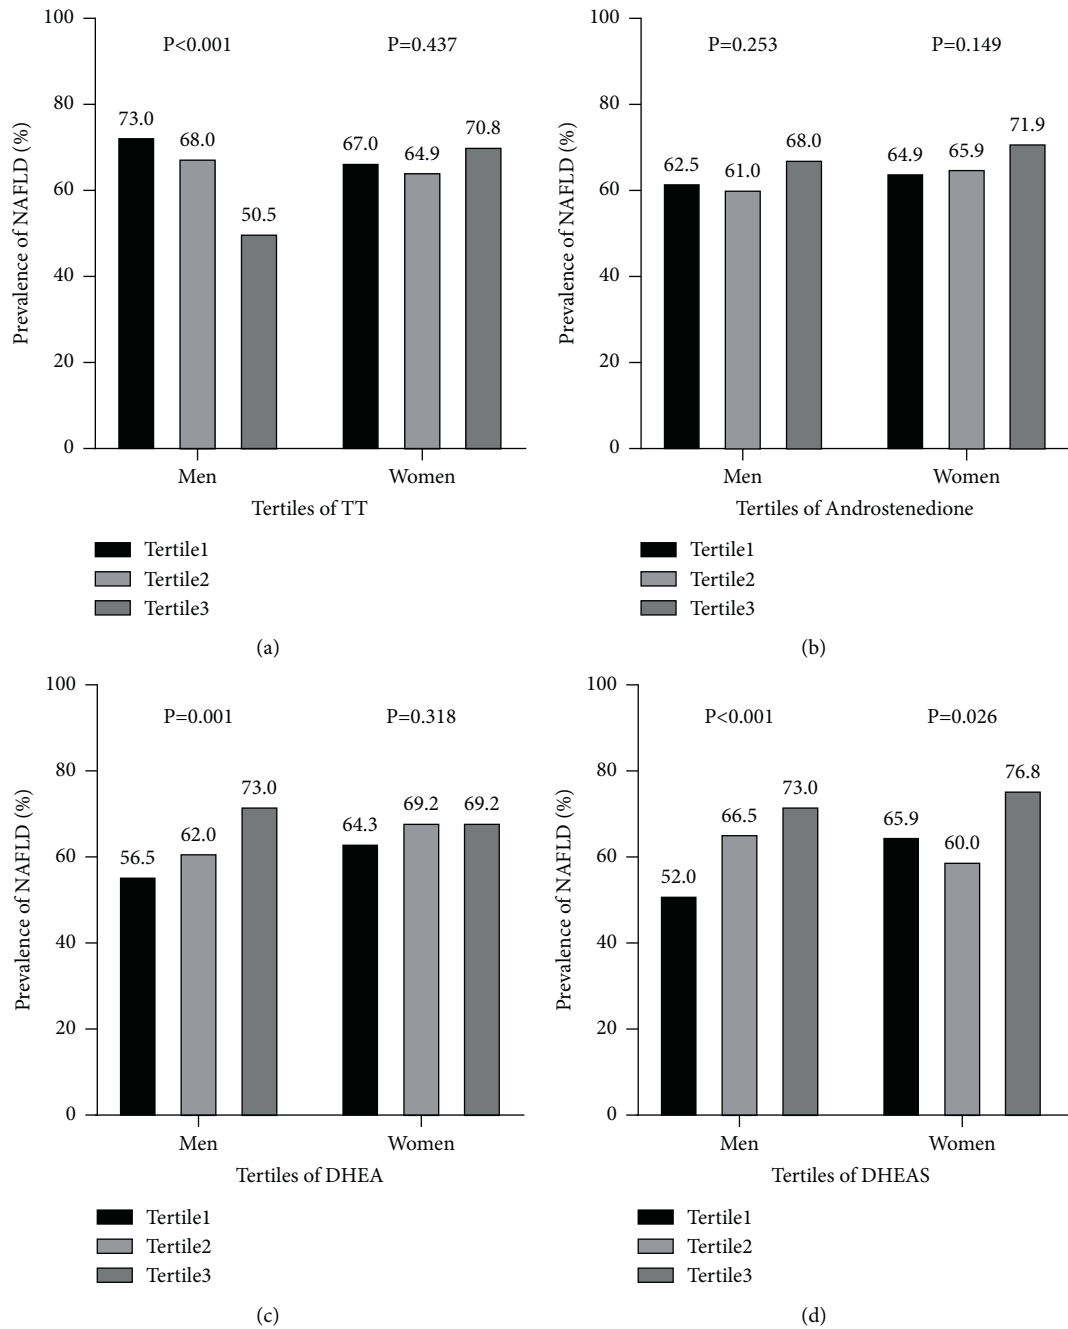 100
P<0.001
P=0.437
80
73.0
68.0
50.5
67.0
64.9
70.8
60
40
20
0
Prevalence of NAFLD (%)
Men
Women
Tertiles of TT
Tertile1
Tertile2
Tertile3
(a)
100
P=0.253
P=0.149
80
62.5
61.0
68.0
64.9
65.9
71.9
60
40
20
0
Prevalence of NAFLD (%)
Men
Women
Tertiles of Androstenedione
Tertile1
Tertile2
Tertile3
(b)
100
P=0.001
P=0.318
80
56.5
62.0
73.0
64.3
69.2
69.2
60
40
20
0
Prevalence of NAFLD (%)
Men
Women
Tertiles of DHEA
Tertile1
Tertile2
Tertile3
(c)
100
P<0.001
P=0.026
80
52.0
66.5
73.0
65.9
60.0
76.8
60
40
20
0
Prevalence of NAFLD (%)
Men
Women
Tertiles of DHEAS
Tertile1
Tertile2
Tertile3
(d)